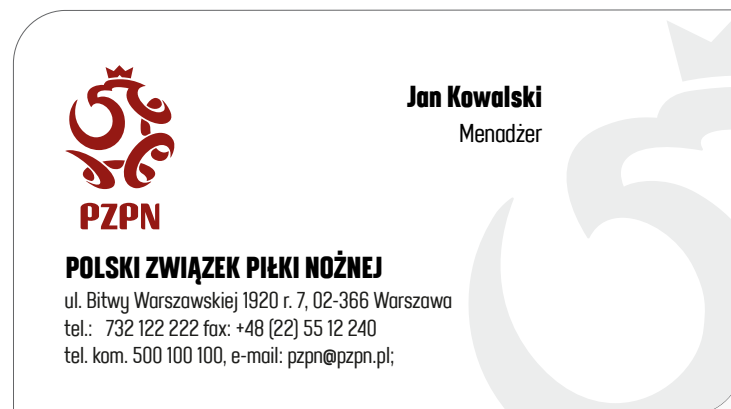 Jan Kowalski
Menadżer
PZPN
POLSKI ZWIĄZEK PIŁKI NOŻNEJ
ul. Bitwy Warszawskiej 1920 r. 7, 02-366 Warszawa
tel.: 732 122 222 fax: +48 (22) 55 12 240
tel. kom. 500 100 100, e-mail: pzpn@pzpn.pl;